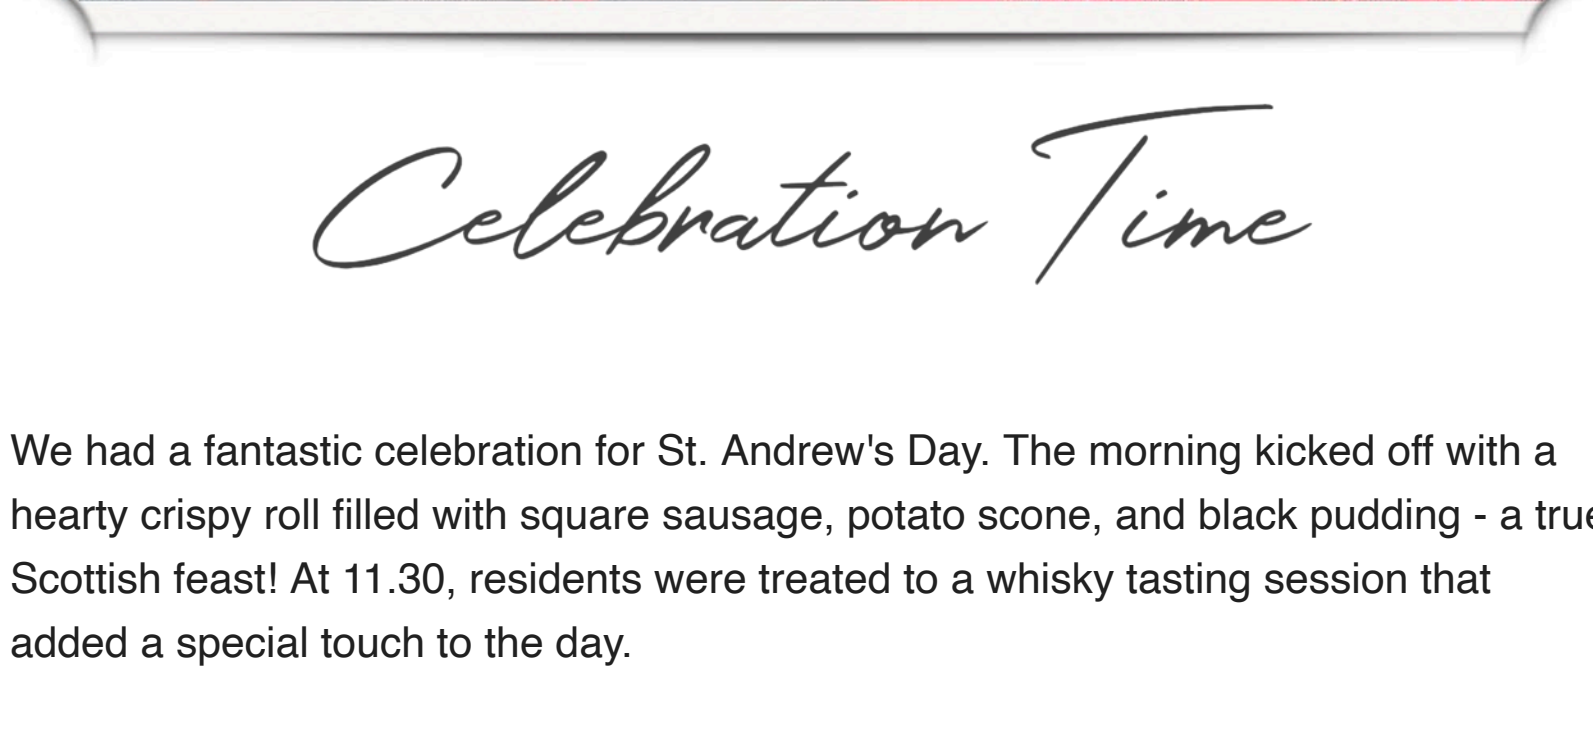 Celebration Time
We had a fantastic celebration for St. Andrew's Day. The morning kicked off with a
hearty crispy roll filled with square sausage, potato scone, and black pudding - a true
Scottish feast! At 11.30, residents were treated to a whisky tasting session that
added a special touch to the day.